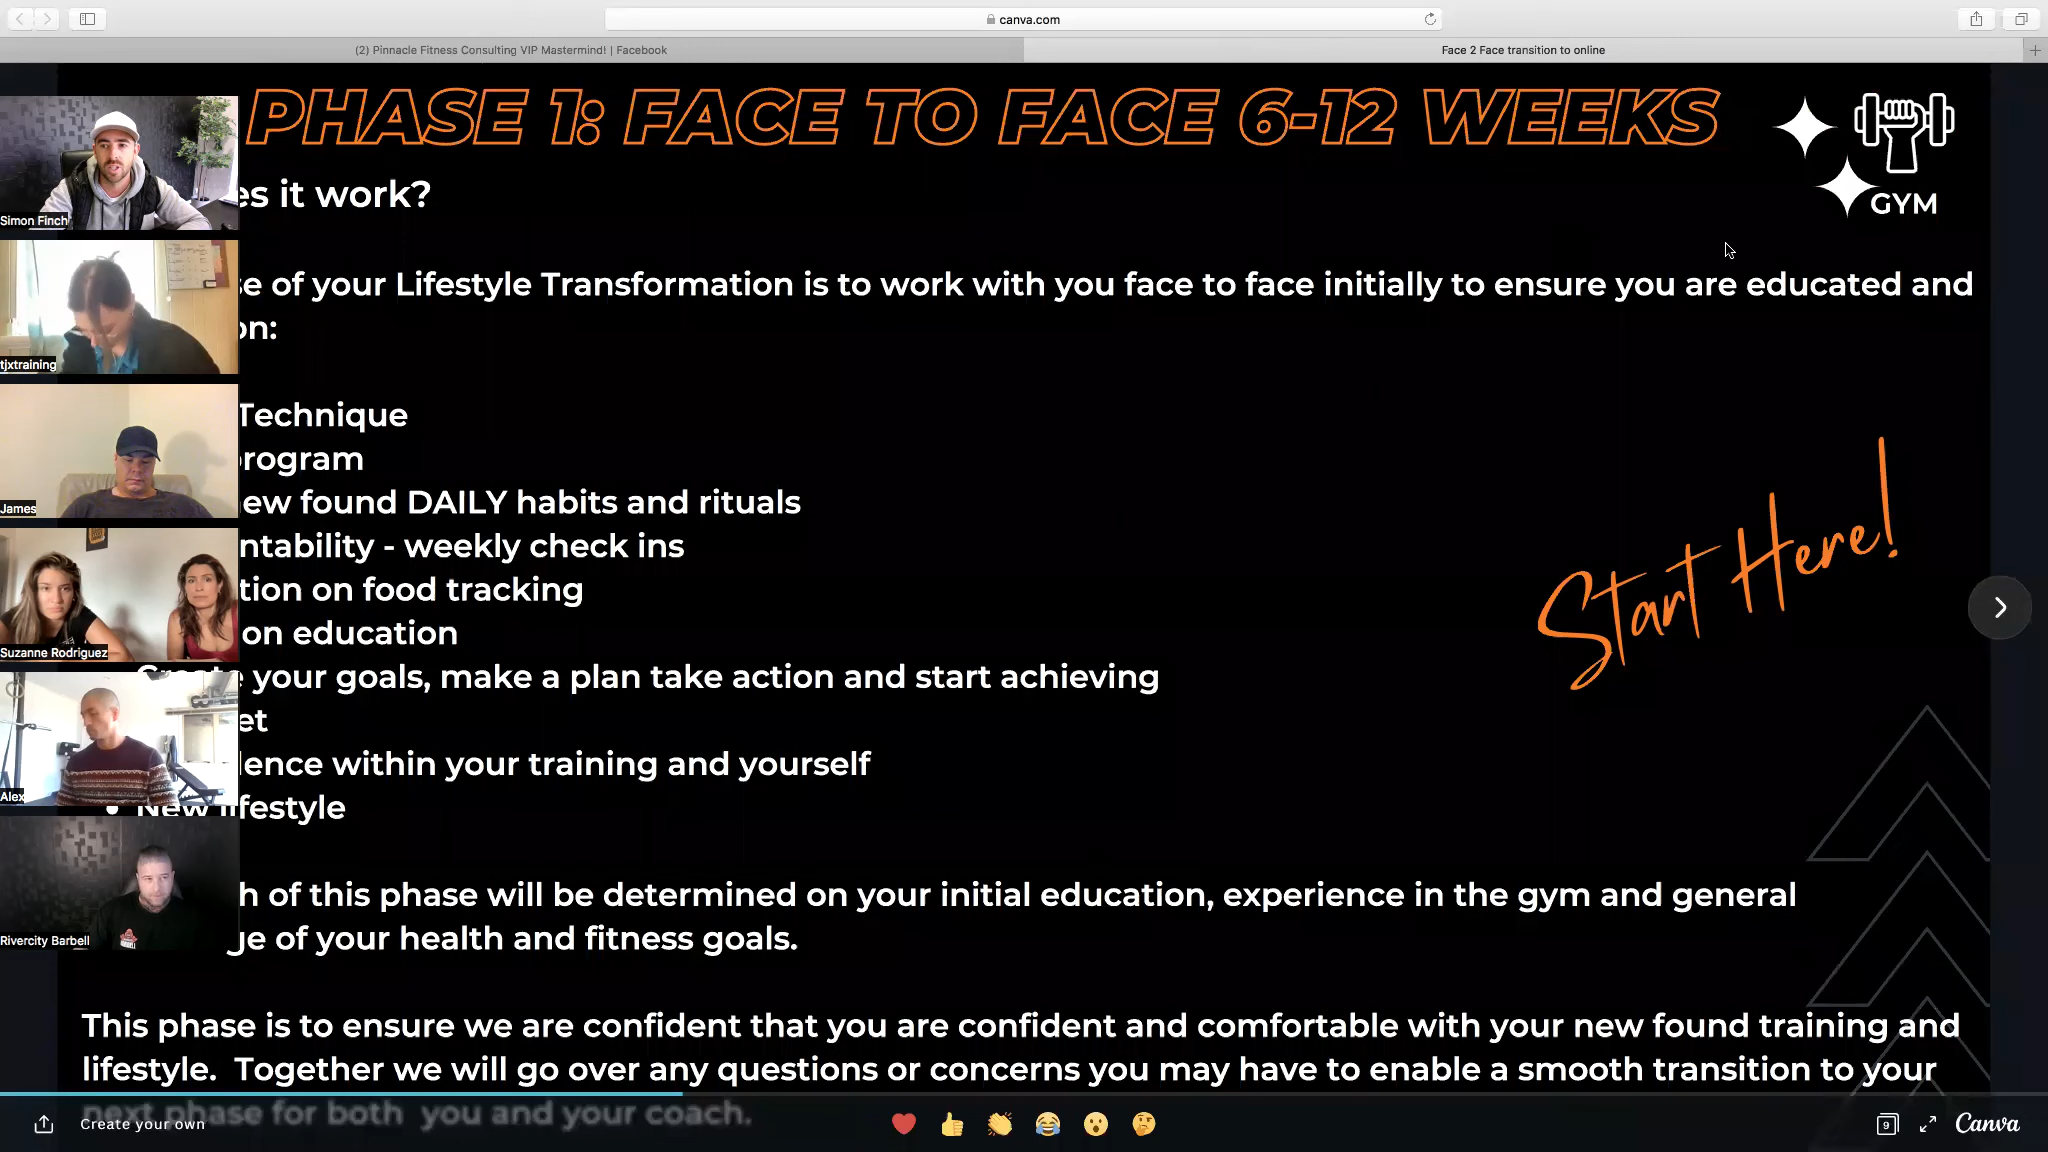 canva.com
(2) Pinnacle Fitness Consulting VIP Mastermind! | Facebook
Face 2 Face transition to online
PHASE 1: FACE TO FACE 6-12 WEEKS
GYM
es it work?
se of your Lifestyle Transformation is to work with you face to face initially to ensure you are educated and
on:
Technique
program
ew found DAILY habits and rituals
ntability - weekly check ins
tion on food tracking
on education
your goals, make a plan take action and start achieving
et
dence within your training and yourself
New lifestyle
h of this phase will be determined on your initial education, experience in the gym and general
ge of your health and fitness goals.
This phase is to ensure we are confident that you are confident and comfortable with your new found training and
lifestyle. Together we will go over any questions or concerns you may have to enable a smooth transition to your
next phase for both you and your coach.
Start Here!
Simon Finch
tjxtraining
James
Suzanne Rodriguez
Alex
Rivercity Barbell
Create your own
9
Canva